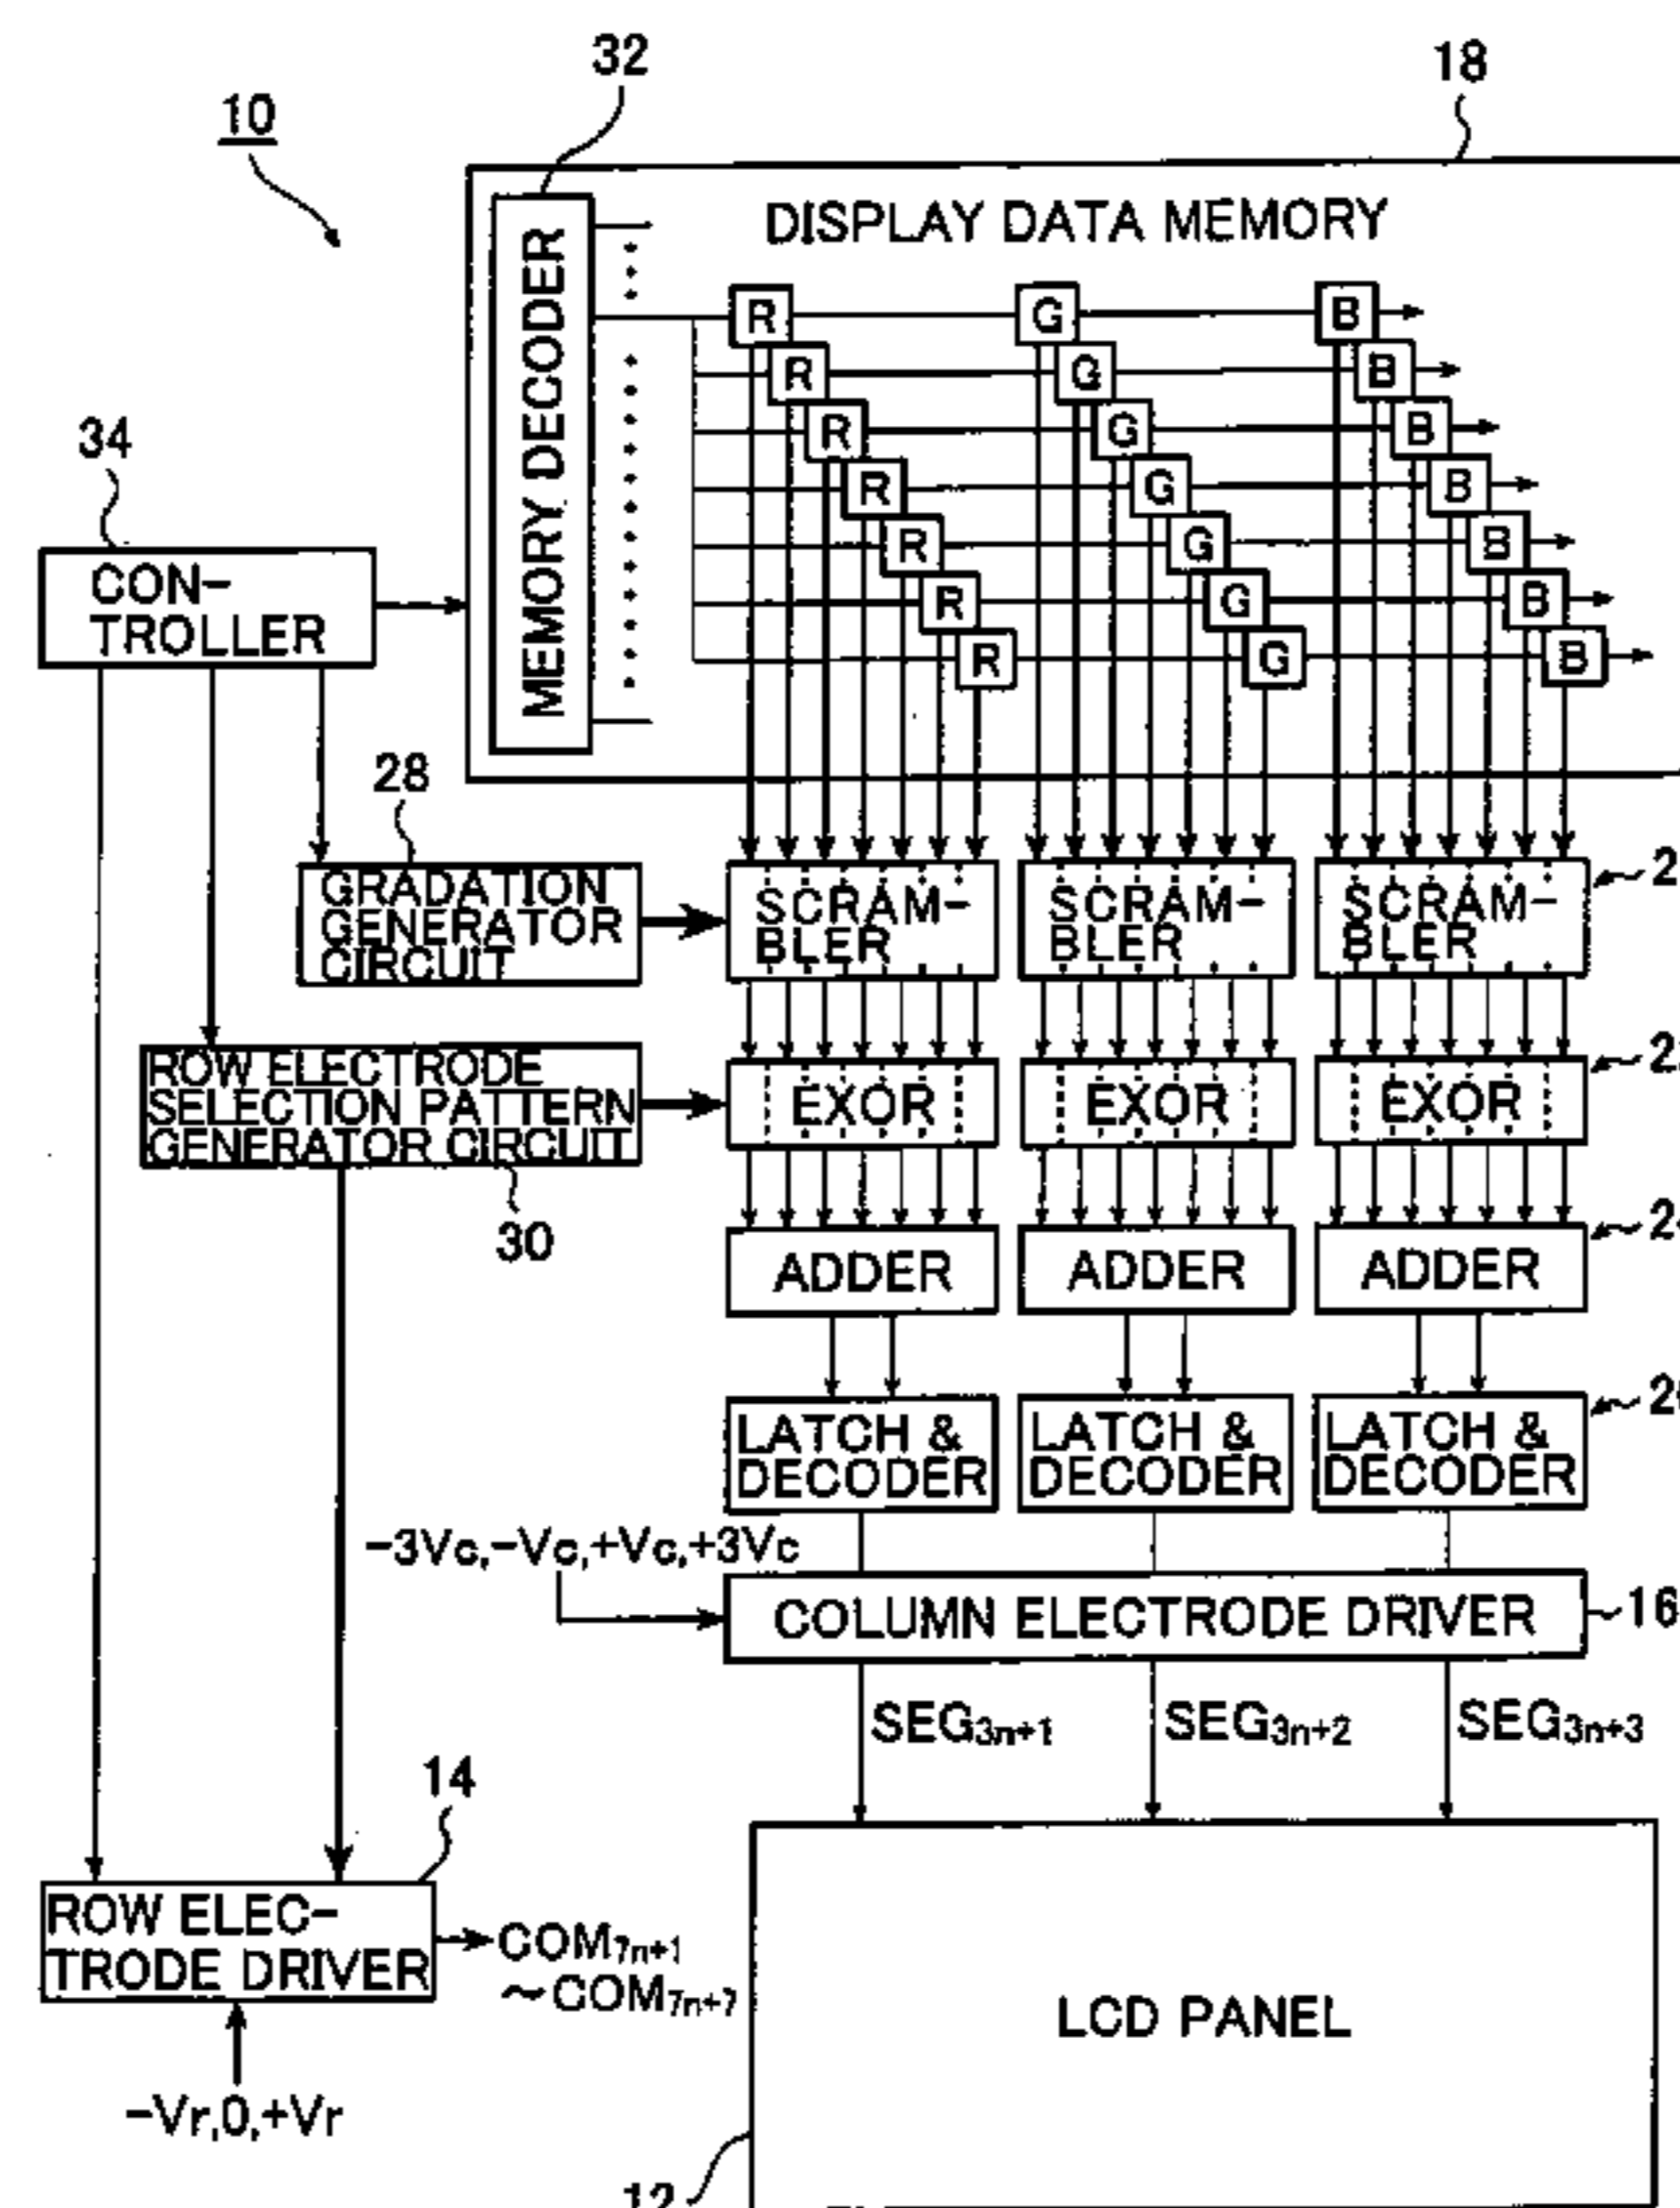 32
18
10
DISPLAY DATA MEMORY
MEMORY DECODER
R G B
R G B
R G B
R G B
R G B
R G B
R G B
34
CON-
TROLLER
28
GRADATION
GENERATOR
CIRCUIT
SCRAM-
BLER
SCRAM-
BLER
SCRAM-
BLER
ROW ELECTRODE
SELECTION PATTERN
GENERATOR CIRCUIT
30
EXOR
EXOR
EXOR
ADDER
ADDER
ADDER
LATCH &
DECODER
LATCH &
DECODER
LATCH &
DECODER
-3Vc,-Vc,+Vc,+3Vc
COLUMN ELECTRODE DRIVER
16
SEG3n+1
SEG3n+2
SEG3n+3
14
ROW ELEC-
TRODE DRIVER
COM7n+1
~COM7n+7
-Vr,0,+Vr
LCD PANEL
12